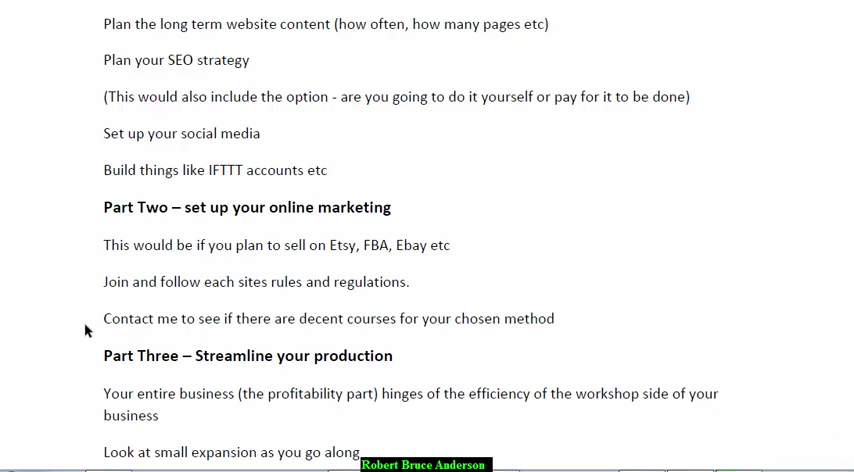 Plan the long term website content (how often, how many pages etc)
Plan your SEO strategy
(This would also include the option - are you going to do it yourself or pay for it to be done)
Set up your social media
Build things like IFTTT accounts etc
Part Two – set up your online marketing
This would be if you plan to sell on Etsy, FBA, Ebay etc
Join and follow each sites rules and regulations.
Contact me to see if there are decent courses for your chosen method
Part Three – Streamline your production
Your entire business (the profitability part) hinges of the efficiency of the workshop side of your
business
Look at small expansion as you go along
Robert Bruce Anderson